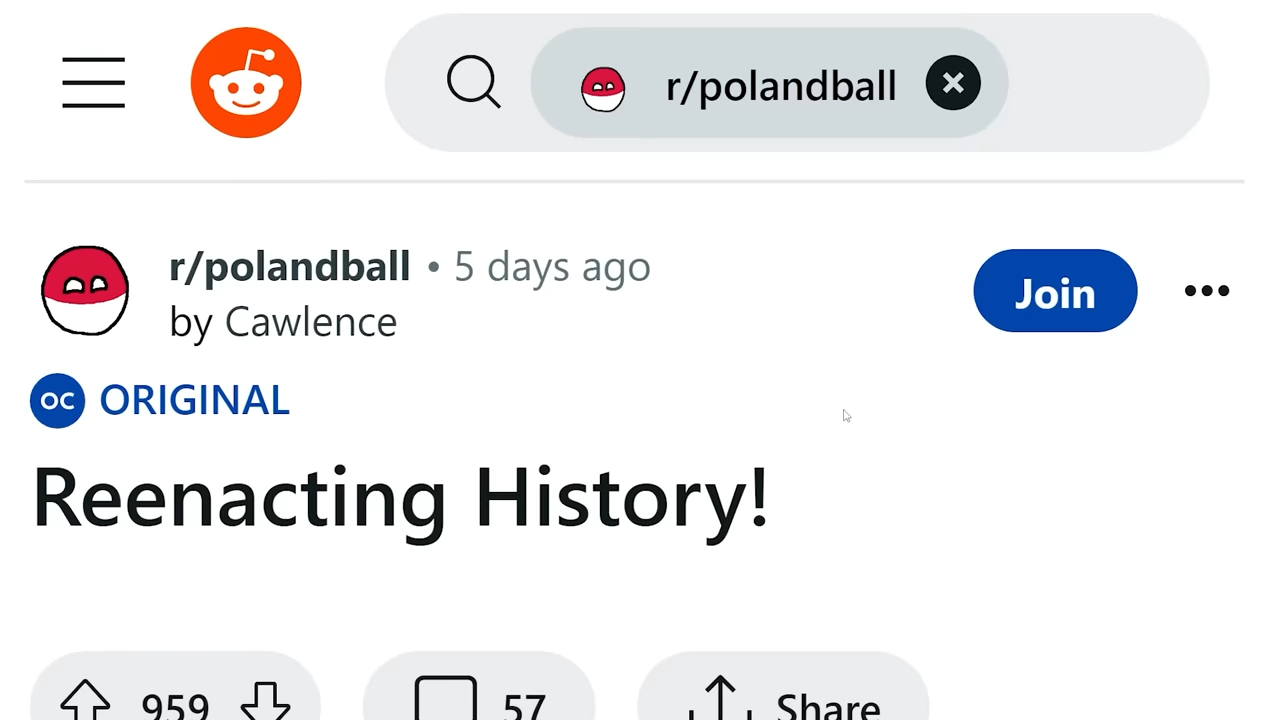 r/polandball
r/polandball • 5 days ago
by Cawlence
Join
OC ORIGINAL
Reenacting History!
959
57
Share